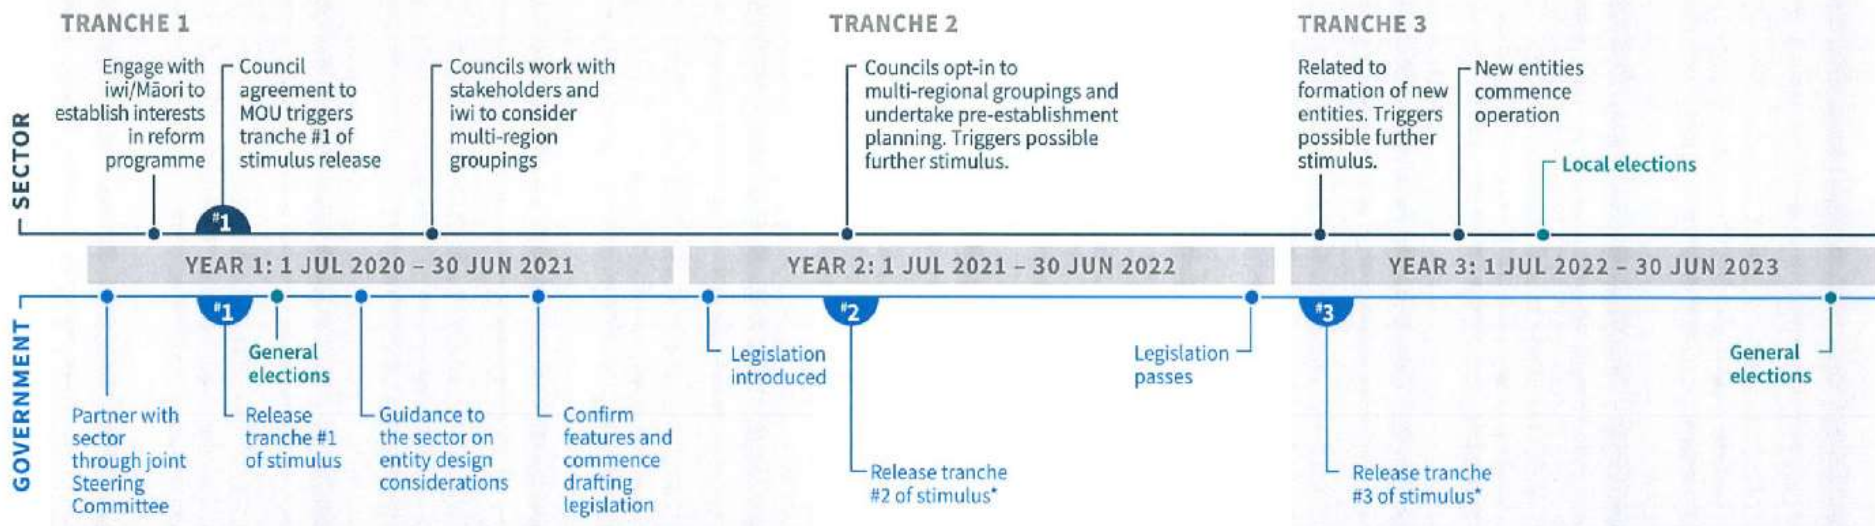 TRANCHE 1
TRANCHE 2
TRANCHE 3
SECTOR
Engage with
iwi/Māori to
establish interests
in reform
programme
Council
agreement to
MOU triggers
tranche #1 of
stimulus release
Councils work with
stakeholders and
iwi to consider
multi-region
groupings
Councils opt-in to
multi-regional groupings and
undertake pre-establishment
planning. Triggers possible
further stimulus.
Related to
formation of new
entities. Triggers
possible further
stimulus.
New entities
commence
operation
Local elections
#1
YEAR 1: 1 JUL 2020 – 30 JUN 2021
YEAR 2: 1 JUL 2021 – 30 JUN 2022
YEAR 3: 1 JUL 2022 – 30 JUN 2023
GOVERNMENT
#1
#2
#3
Partner with
sector
through joint
Steering
Committee
Release
tranche #1
of stimulus
General
elections
Guidance to
the sector on
entity design
considerations
Confirm
features and
commence
drafting
legislation
Legislation
introduced
Release tranche
#2 of stimulus*
Legislation
passes
Release tranche
#3 of stimulus*
General
elections